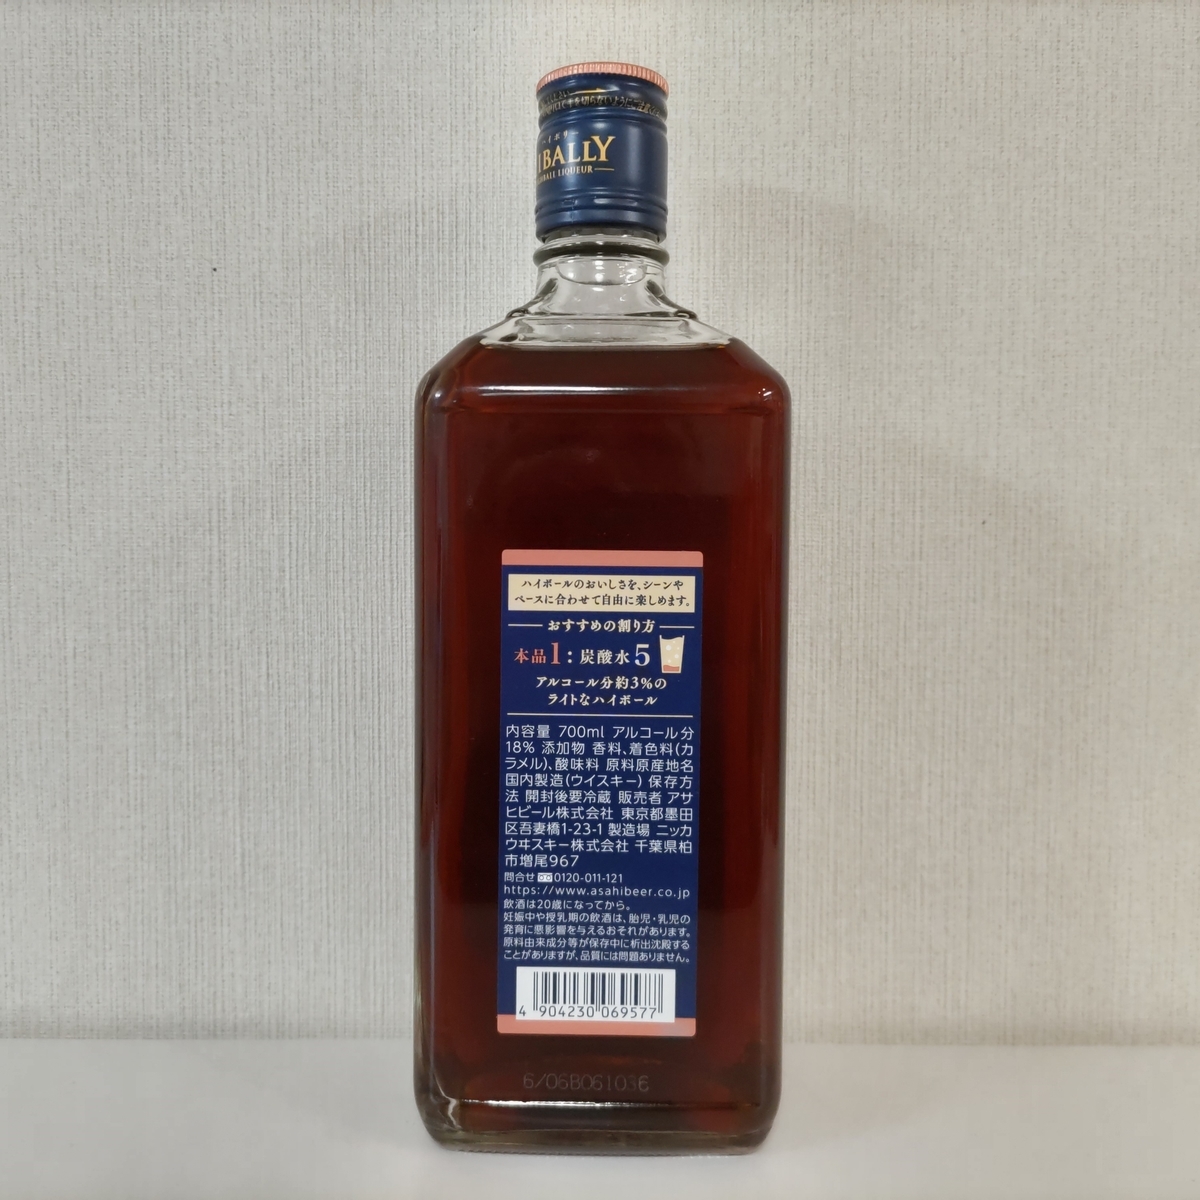 ハイボリー
IBALLY
BALL LIQUEUR
ハイボールのおいしさを、シーンや
ペースに合わせて自由に楽しめます。
おすすめの割り方
本品1:炭酸水5
アルコール分約3%の
ライトなハイボール
内容量 700ml アルコール分
18% 添加物 香料、着色料(カ
ラメル)、酸味料 原料原産地名
国内製造(ウイスキー) 保存方
法 開封後要冷蔵 販売者 アサ
ヒビール株式会社 東京都墨田
区吾妻橋1-23-1 製造場 ニッカ
ウヰスキー株式会社 千葉県柏
市増尾967
問合せ 0120-011-121
https://www.asahibeer.co.jp
飲酒は20歳になってから。
妊娠中や授乳期の飲酒は、胎児・乳児の
発育に悪影響を与えるおそれがあります。
原料由来成分等が保存中に析出沈殿する
ことがありますが、品質には問題ありません。
4 904230 069577
6/06B061036